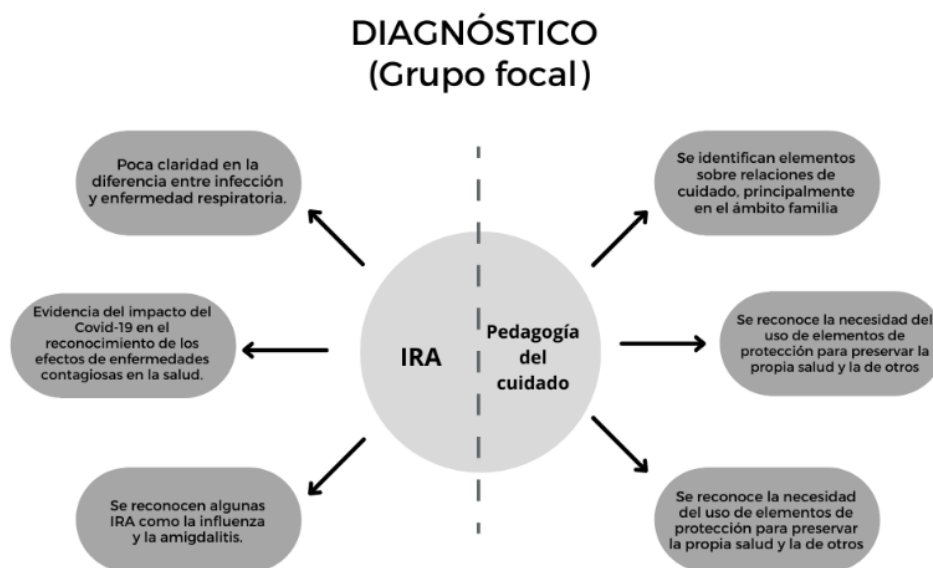 DIAGNÓSTICO
(Grupo focal)
Poca claridad en la
diferencia entre infección
y enfermedad respiratoria.
Evidencia del impacto del
Covid-19 en el
reconocimiento de los
efectos de enfermedades
contagiosas en la salud.
Se reconocen algunas
IRA como la influenza
y la amigdalitis.
IRA
Pedagogía
del
cuidado
Se identifican elementos
sobre relaciones de
cuidado, principalmente
en el ámbito familia
Se reconoce la necesidad del
uso de elementos de
protección para preservar la
propia salud y la de otros
Se reconoce la necesidad
del uso de elementos de
protección para preservar
la propia salud y la de otros